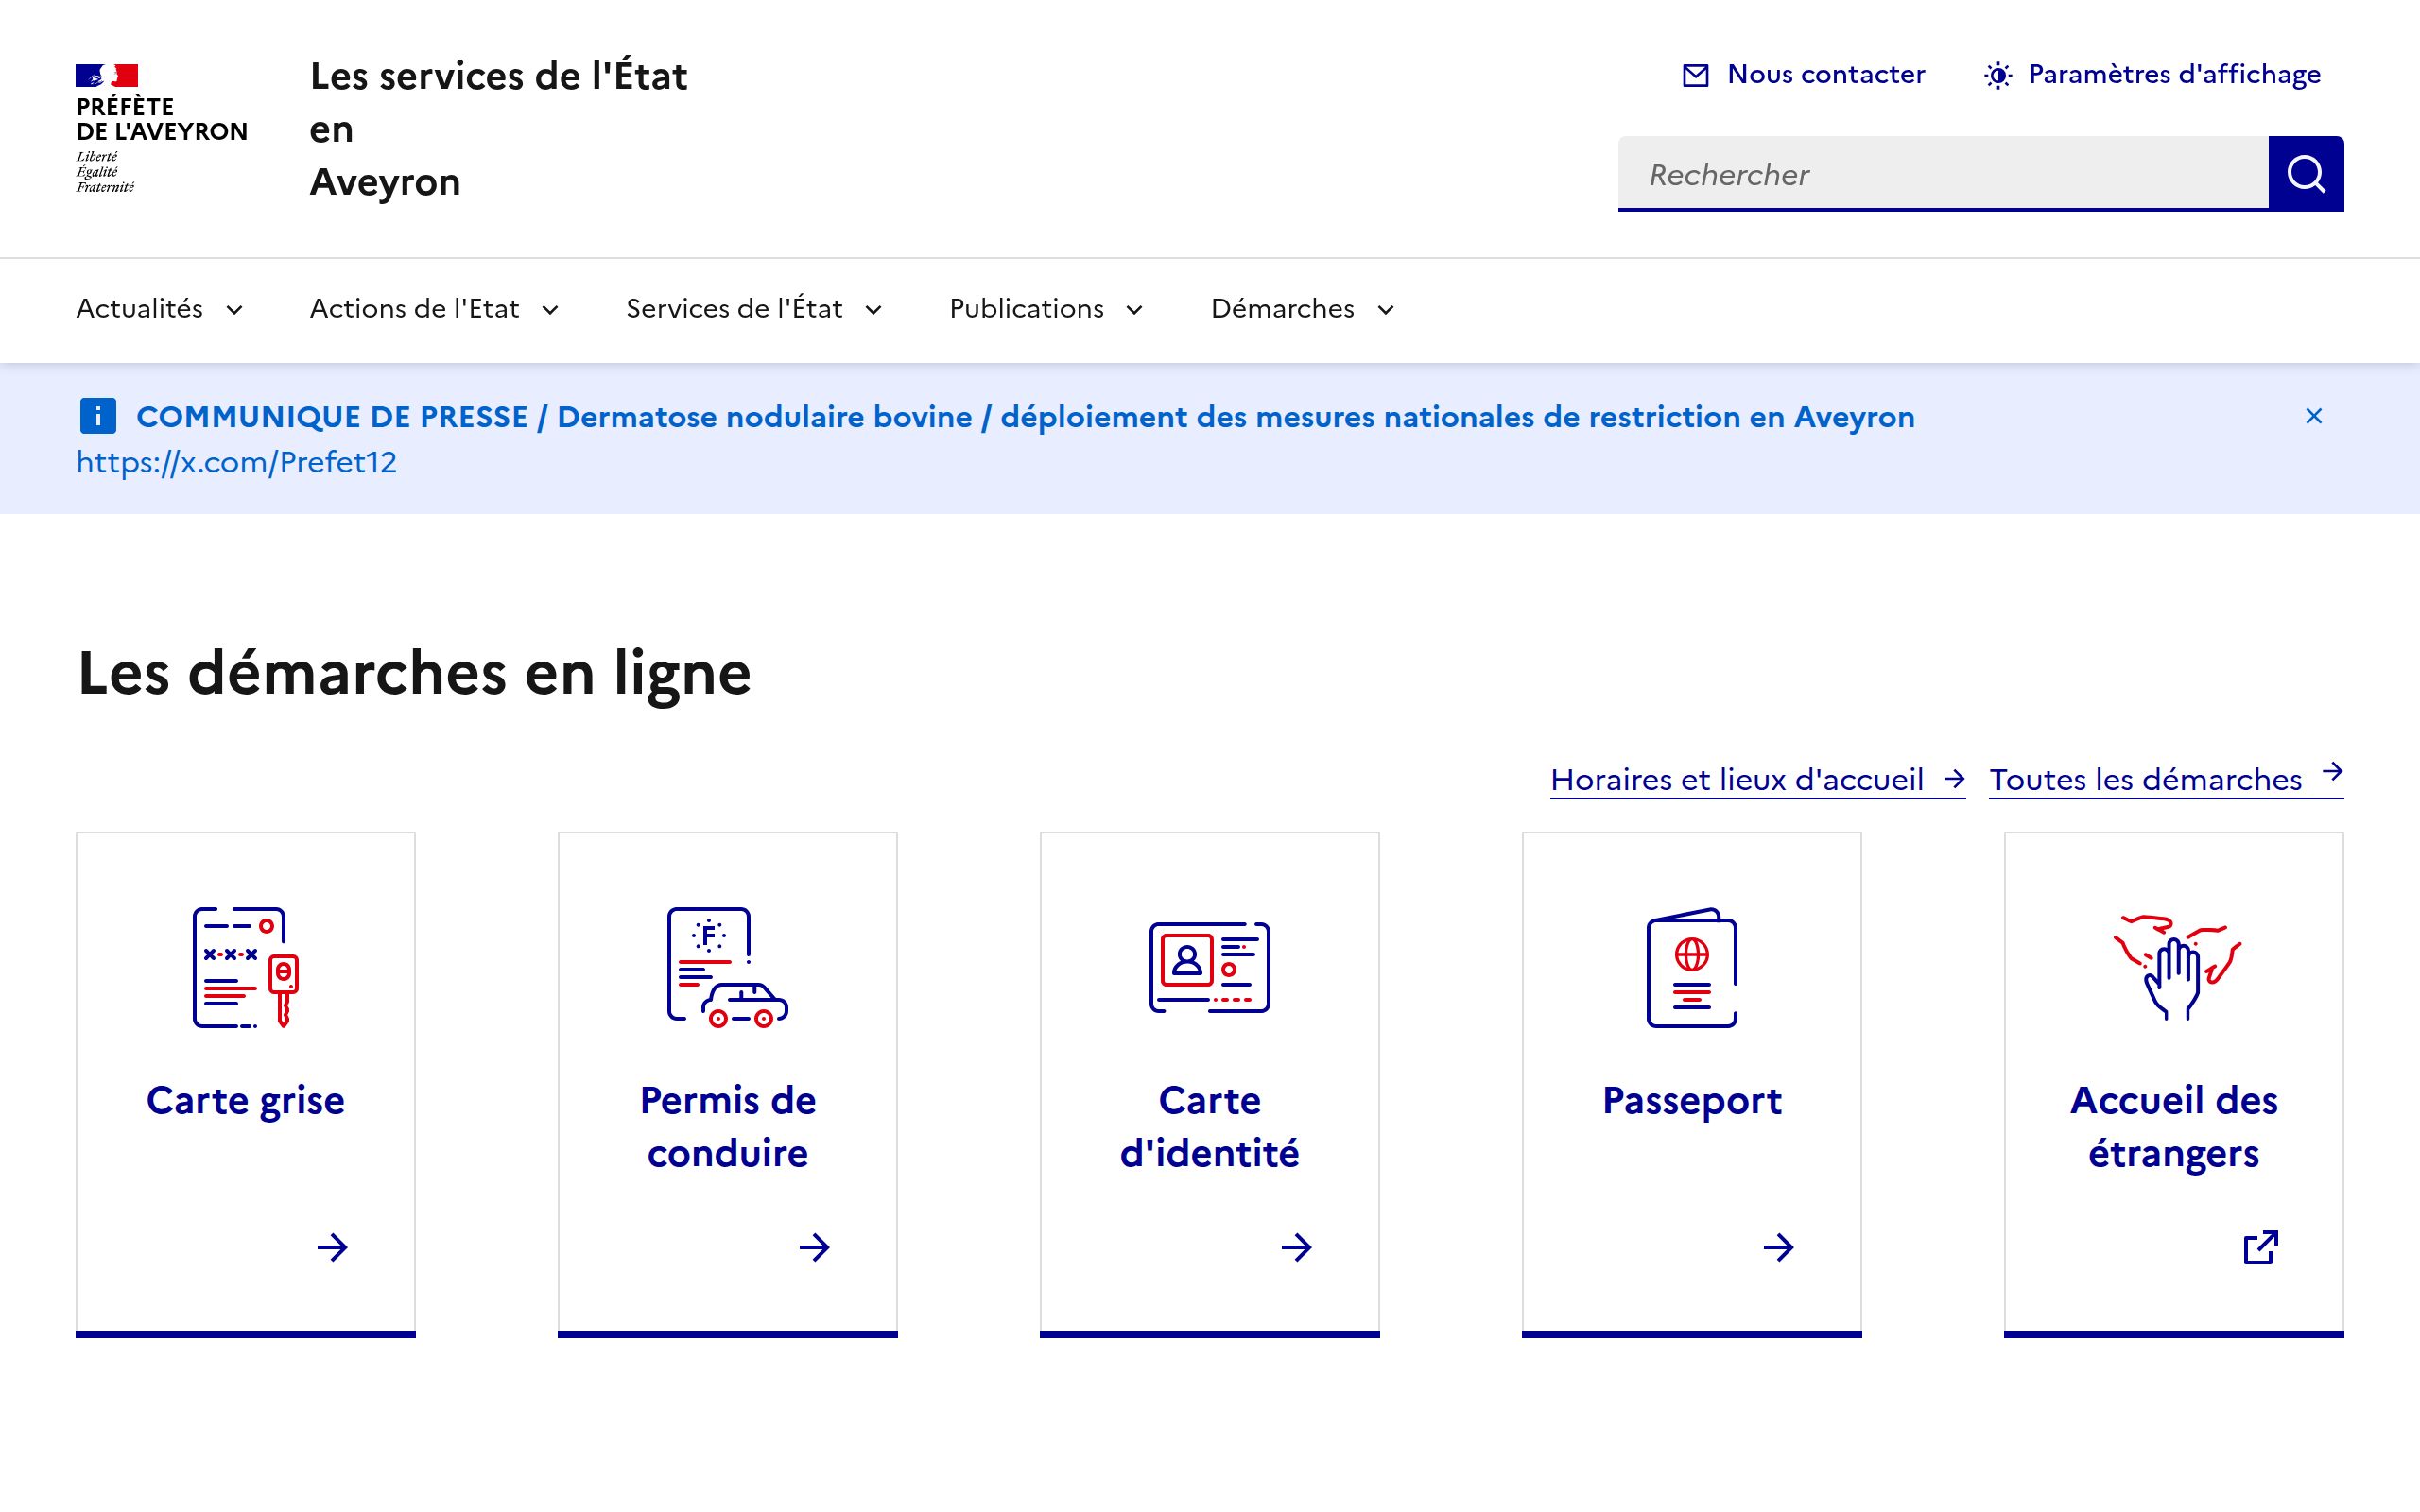 PRÉFÈTE
DE L'AVEYRON
Liberté
Égalité
Fraternité
Les services de l'État
en
Aveyron
Nous contacter
Paramètres d'affichage
Rechercher
Actualités
Actions de l'Etat
Services de l'État
Publications
Démarches
COMMUNIQUE DE PRESSE / Dermatose nodulaire bovine / déploiement des mesures nationales de restriction en Aveyron
https://x.com/Prefet12
Les démarches en ligne
Horaires et lieux d'accueil
Toutes les démarches
F
Carte grise
Permis de
conduire
Carte
d'identité
Passeport
Accueil des
étrangers